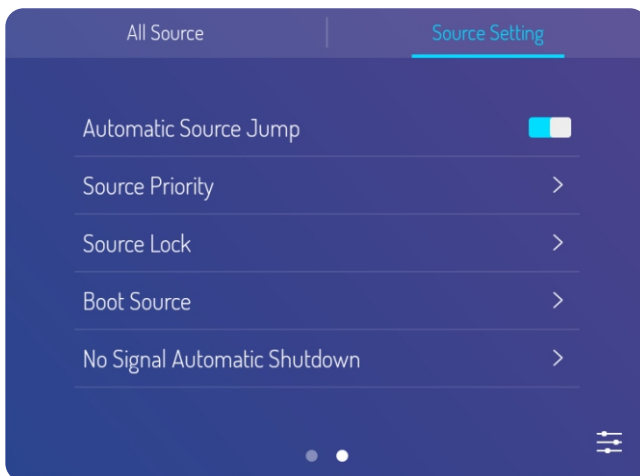 All Source
Source Setting
Automatic Source Jump
Source Priority
Source Lock
Boot Source
No Signal Automatic Shutdown